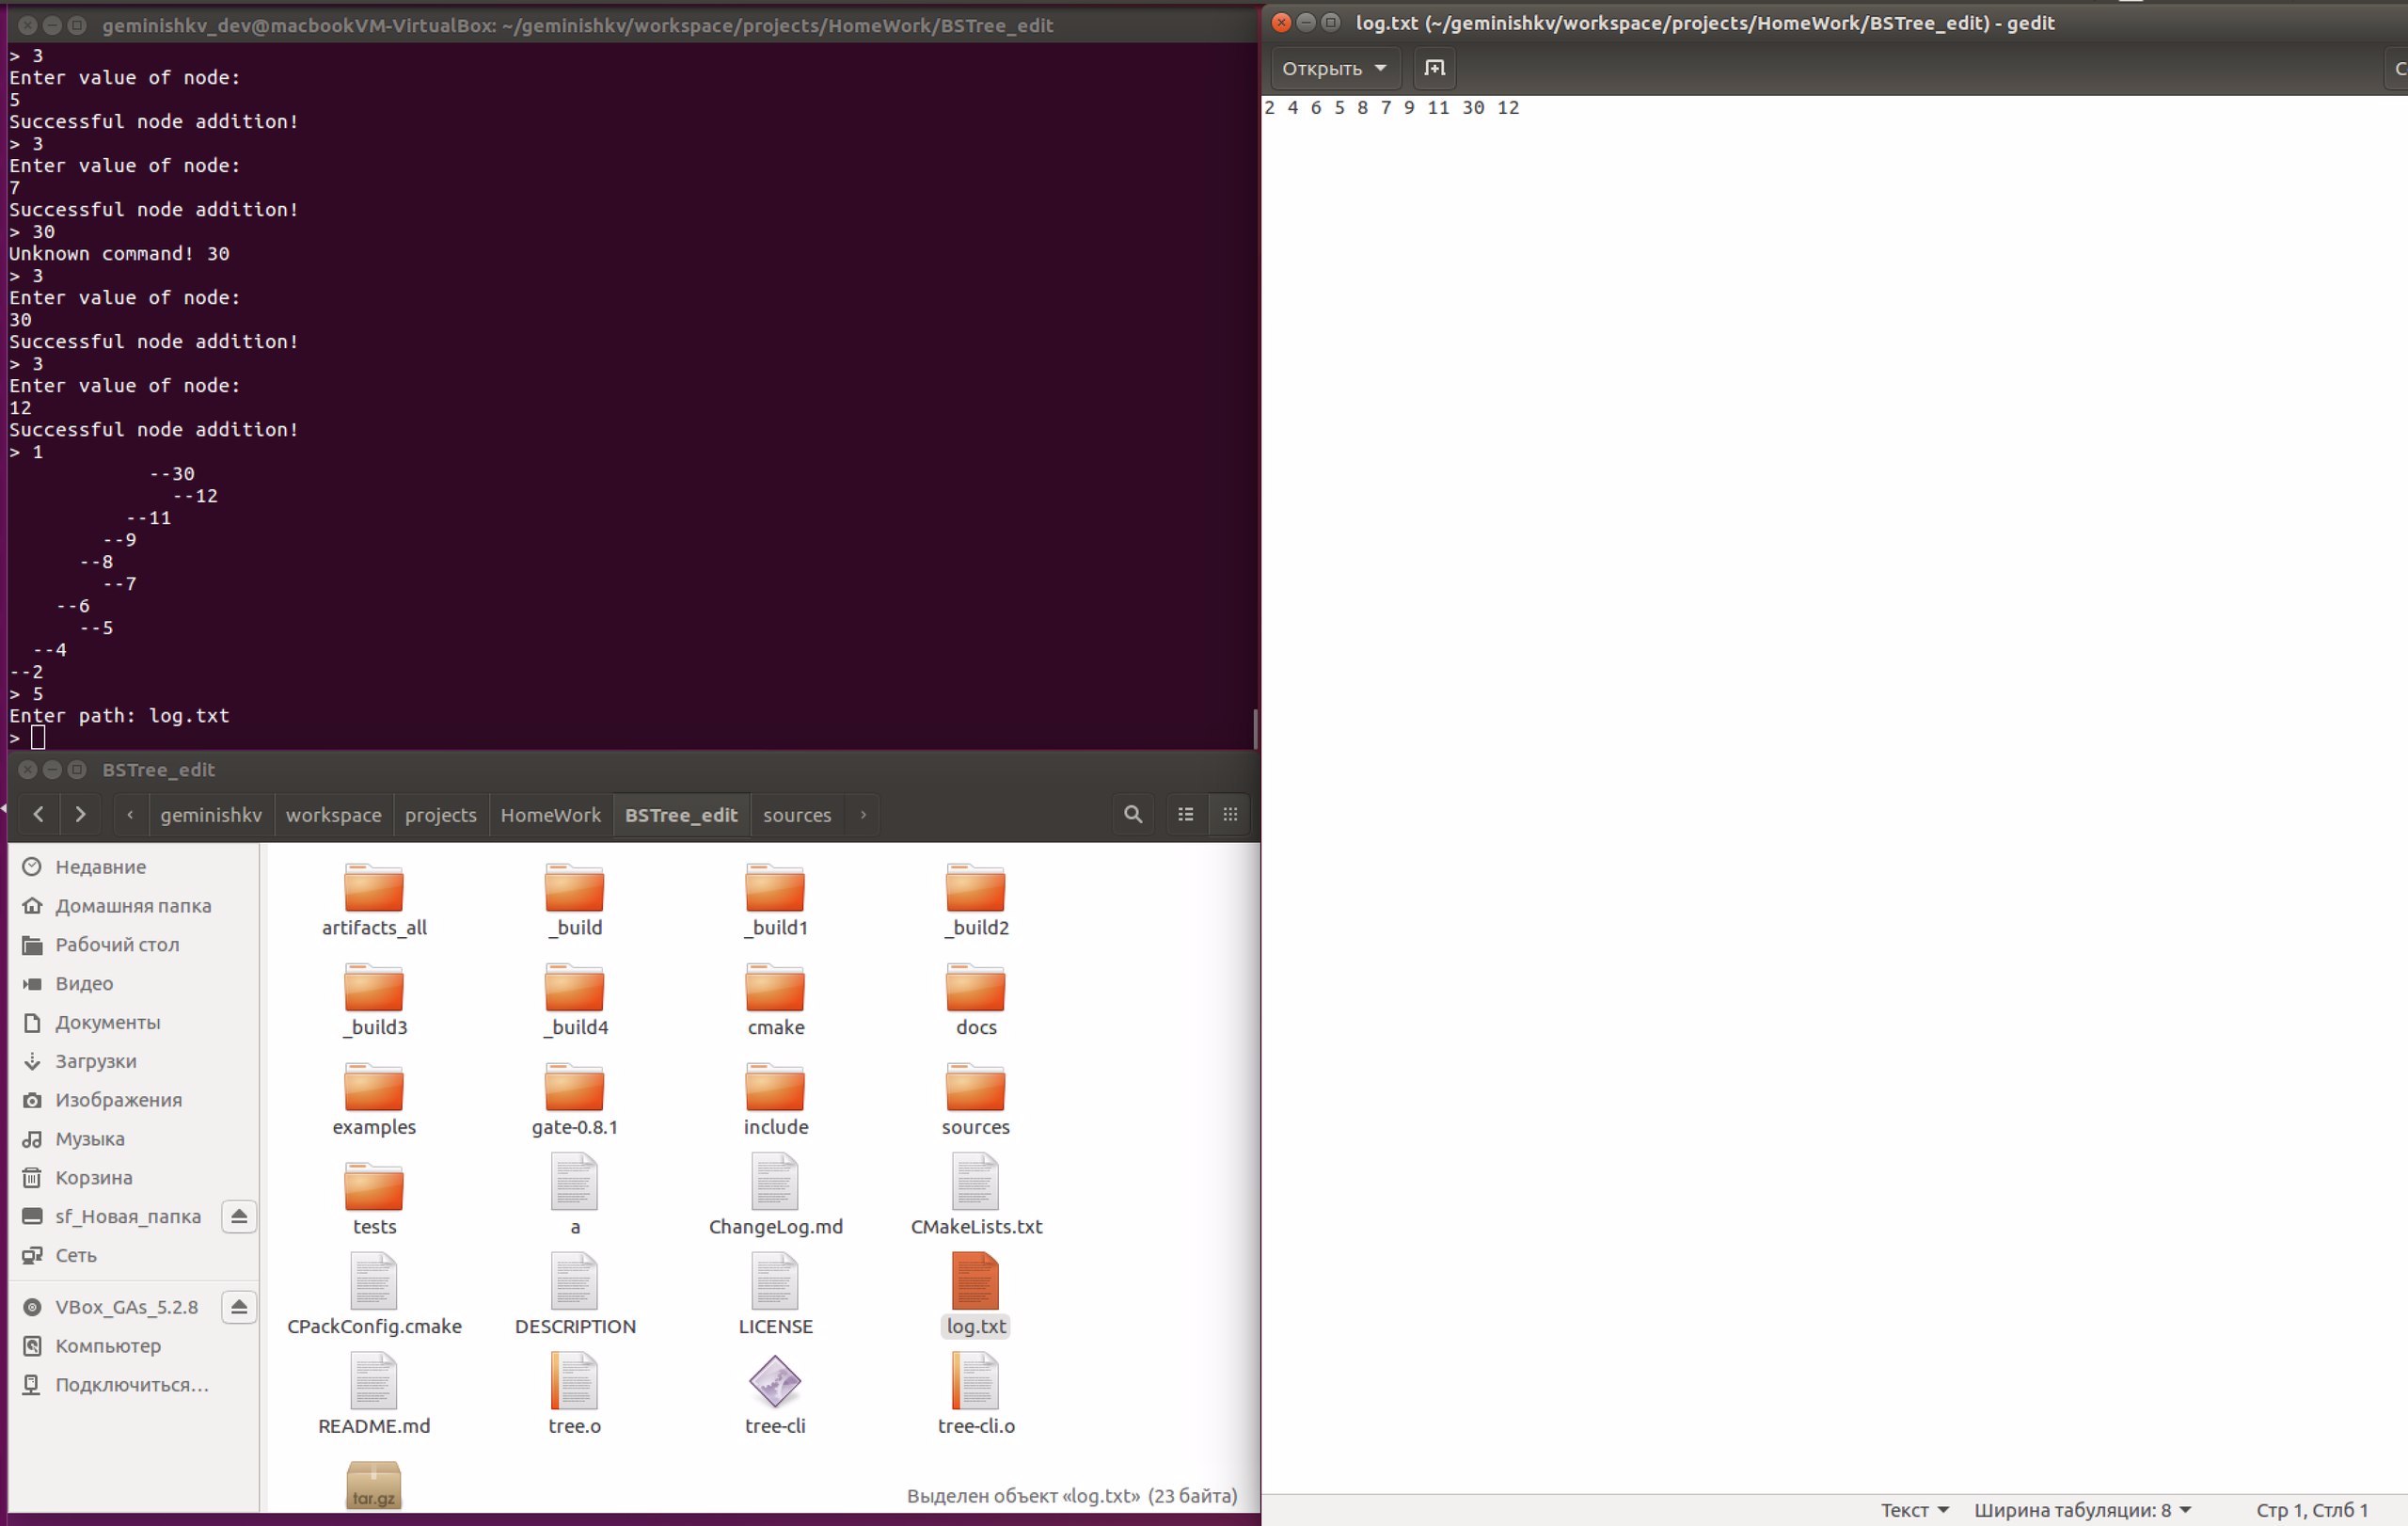 geminishkv_dev@macbookVM-VirtualBox: ~/geminishkv/workspace/projects/HomeWork/BSTree_edit
> 3
Enter value of node:
5
Successful node addition!
> 3
Enter value of node:
7
Successful node addition!
> 30
Unknown command! 30
> 3
Enter value of node:
30
Successful node addition!
> 3
Enter value of node:
12
Successful node addition!
> 1
            --30
              --12
          --11
        --9
      --8
        --7
    --6
      --5
  --4
--2
> 5
Enter path: log.txt
>
BSTree_edit
geminishkv workspace projects HomeWork BSTree_edit sources
Недавние
Домашняя папка
Рабочий стол
Видео
Документы
Загрузки
Изображения
Музыка
Корзина
sf_Новая_папка
Сеть
VBox_GAs_5.2.8
Компьютер
Подключиться...
artifacts_all _build _build1 _build2
_build3 _build4 cmake docs
examples gate-0.8.1 include sources
tests a ChangeLog.md CMakeLists.txt
CPackConfig.cmake DESCRIPTION LICENSE log.txt
README.md tree.o tree-cli tree-cli.o
tar.gz
Выделен объект «log.txt» (23 байта)
log.txt (~/geminishkv/workspace/projects/HomeWork/BSTree_edit) - gedit
Открыть
2 4 6 5 8 7 9 11 30 12
Текст Ширина табуляции: 8 Стр 1, Стлб 1